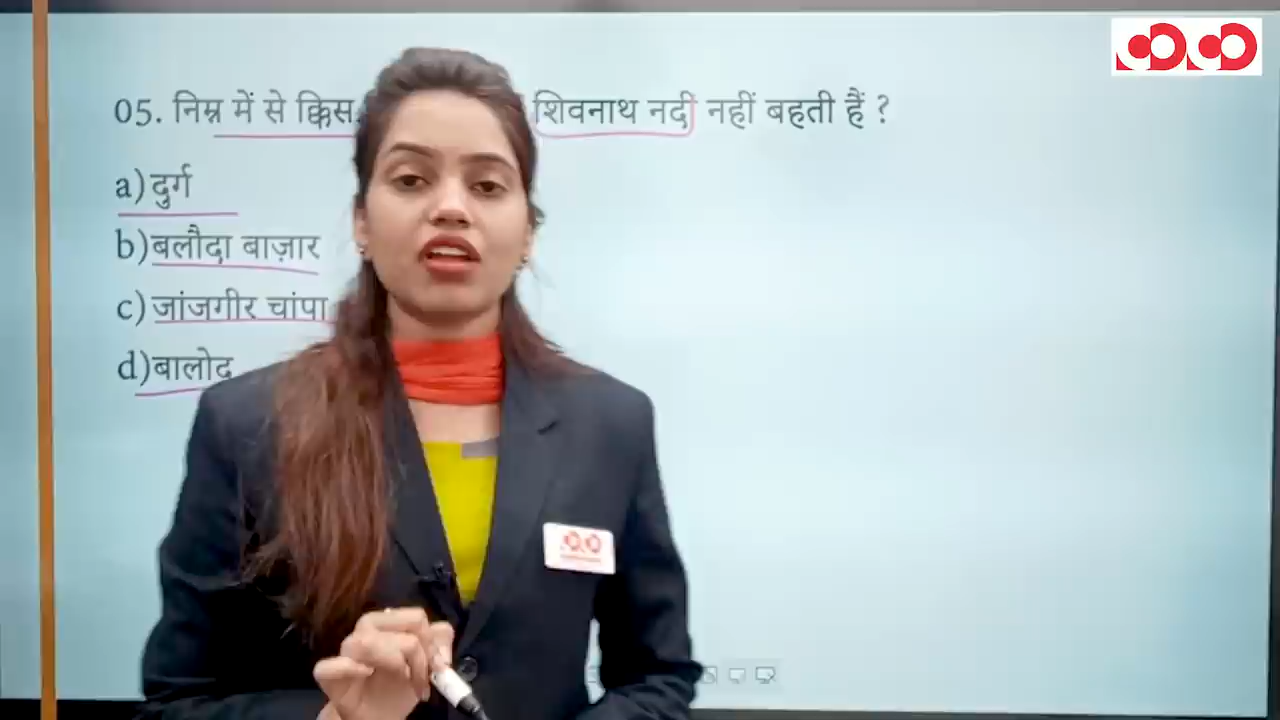 05. निम्न में से क्किस शिवनाथ नदी नहीं बहती हैं ?
a) दुर्ग
b) बलौदा बाज़ार
c) जांजगीर चांपा
d) बालोद